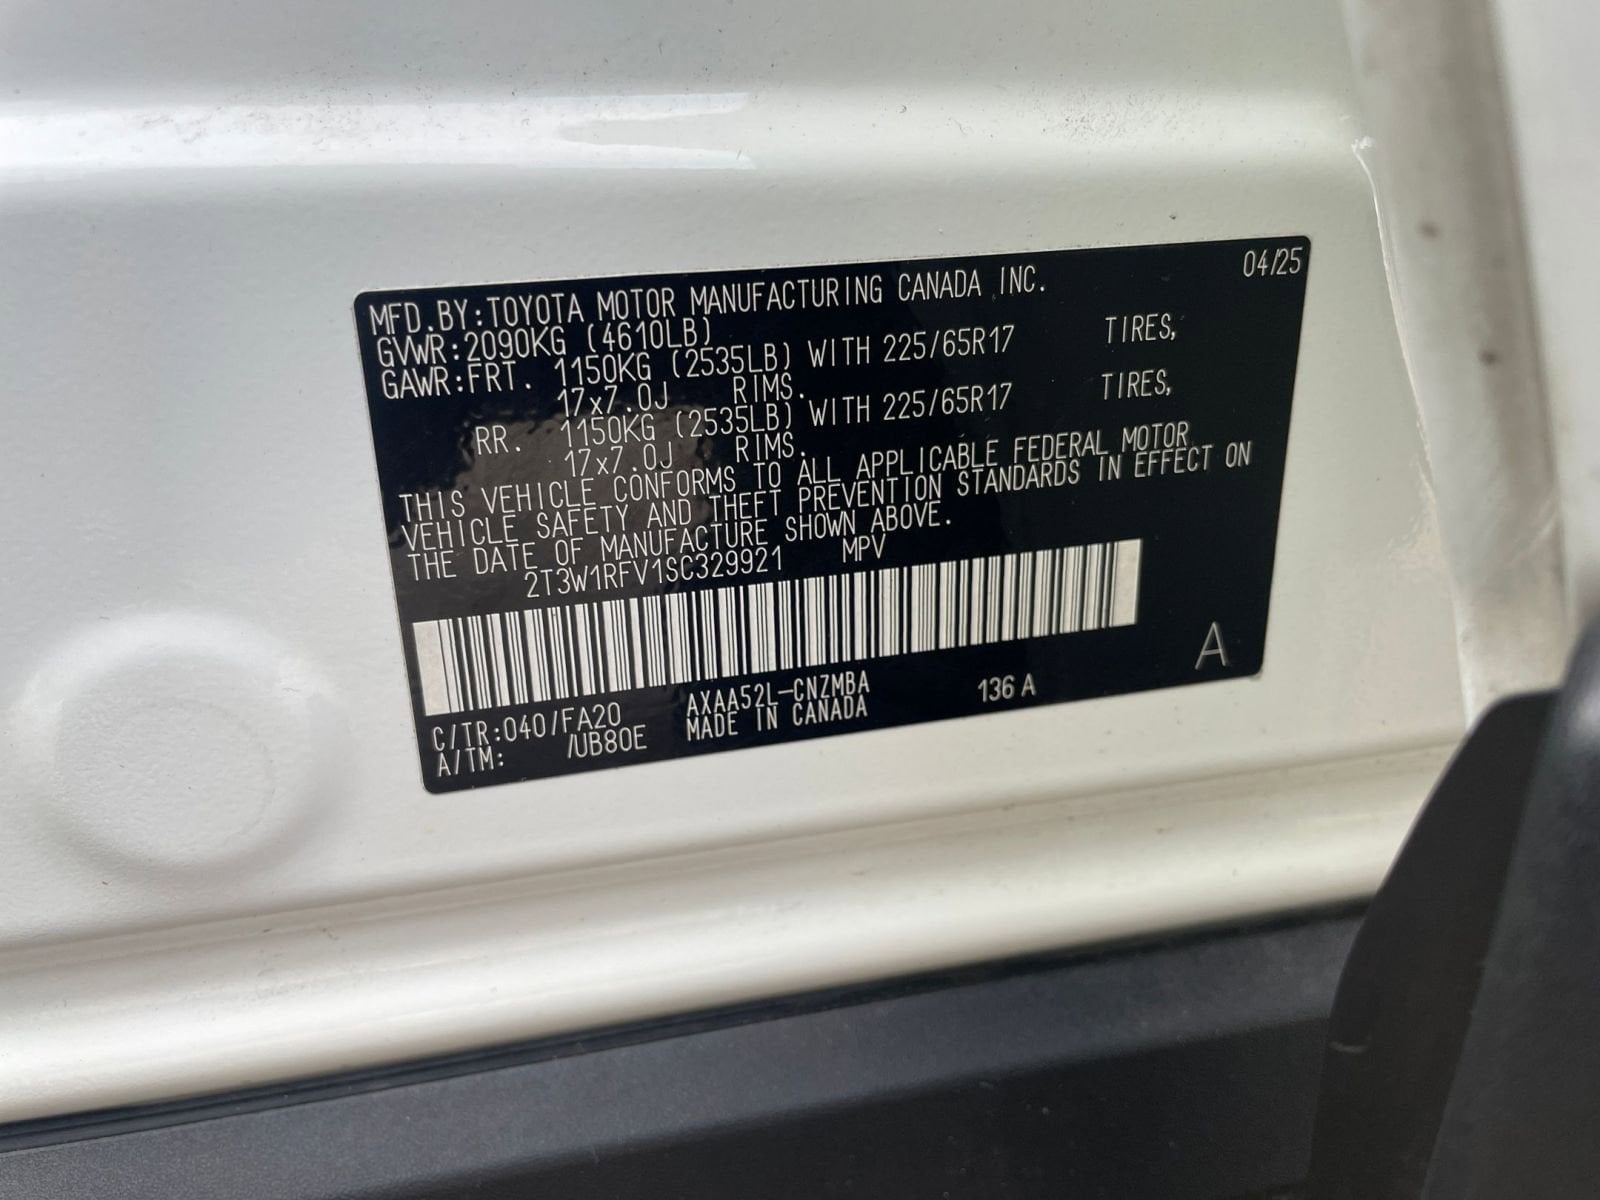 04/25
MFD.BY:TOYOTA MOTOR MANUFACTURING CANADA INC.
GVWR:2090KG (4610LB)
GAWR:FRT. 1150KG (2535LB) WITH 225/65R17 TIRES,
17x7.0J RIMS.
RR. 1150KG (2535LB) WITH 225/65R17 TIRES,
17x7.0J RIMS.
THIS VEHICLE CONFORMS TO ALL APPLICABLE FEDERAL MOTOR
VEHICLE SAFETY AND THEFT PREVENTION STANDARDS IN EFFECT ON
THE DATE OF MANUFACTURE SHOWN ABOVE.
2T3W1RFV1SC329921 MPV
A
C/TR:040/FA20 AXAA52L-CNZMBA 136 A
A/TM: /UB80E MADE IN CANADA